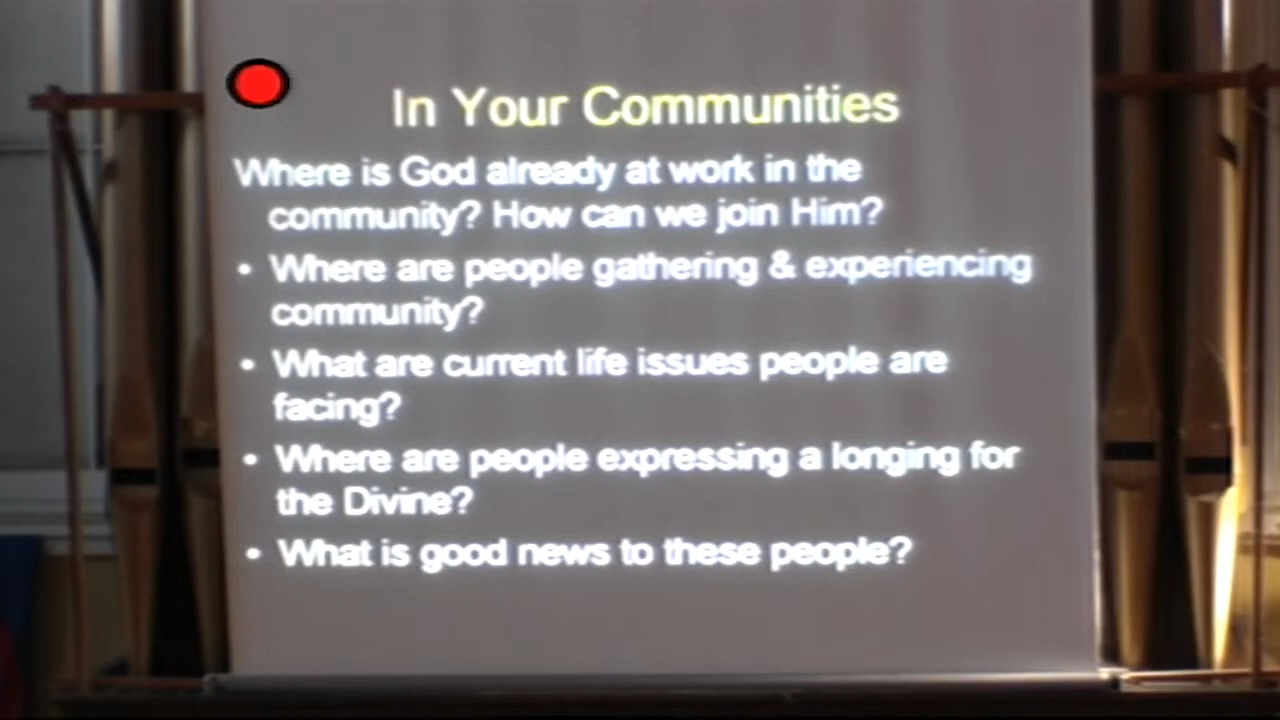 In Your Communities
Where is God already at work in the
community? How can we join Him?
• Where are people gathering & experiencing
community?
• What are current life issues people are
facing?
• Where are people expressing a longing for
the Divine?
• What is good news to these people?